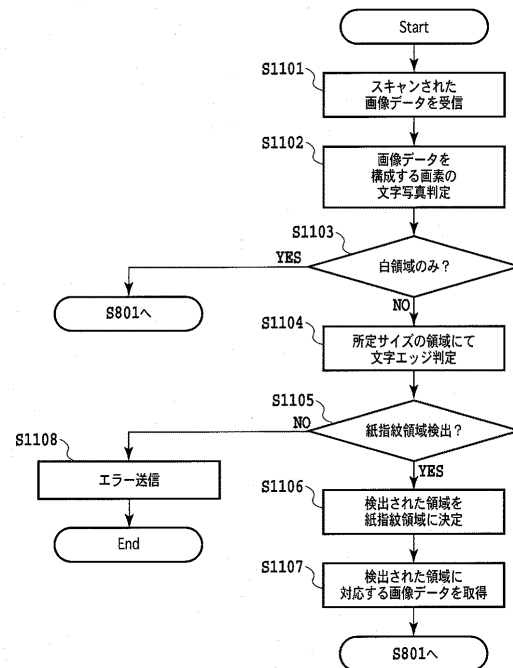 Start
S1101
スキャンされた
画像データを受信
S1102
画像データを
構成する画素の
文字写真判定
S1103
白領域のみ?
YES
S801へ
NO
S1104
所定サイズの領域にて
文字エッジ判定
S1105
紙指紋領域検出?
NO
S1108
エラー送信
End
YES
S1106
検出された領域を
紙指紋領域に決定
S1107
検出された領域に
対応する画像データを取得
S801へ